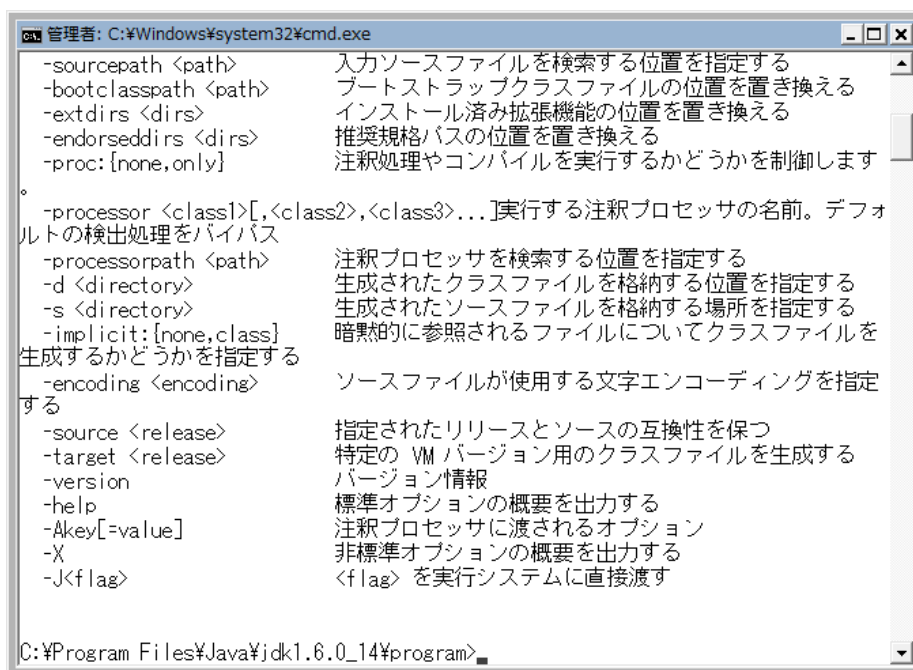 管理者: C:¥Windows¥system32¥cmd.exe
-sourcepath <path> 入力ソースファイルを検索する位置を指定する
-bootclasspath <path> ブートストラップクラスファイルの位置を置き換える
-extdirs <dirs> インストール済み拡張機能の位置を置き換える
-endorseddirs <dirs> 推奨規格パスの位置を置き換える
-proc:{none,only} 注釈処理やコンパイルを実行するかどうかを制御します
。
-processor <class1>[,<class2>,<class3>...]実行する注釈プロセッサの名前。デフォ
ルトの検出処理をバイパス
-processorpath <path> 注釈プロセッサを検索する位置を指定する
-d <directory> 生成されたクラスファイルを格納する位置を指定する
-s <directory> 生成されたソースファイルを格納する場所を指定する
-implicit:{none,class} 暗黙的に参照されるファイルについてクラスファイルを
生成するかどうかを指定する
-encoding <encoding> ソースファイルが使用する文字エンコーディングを指定
する
-source <release> 指定されたリリースとソースの互換性を保つ
-target <release> 特定の VM バージョン用のクラスファイルを生成する
-version バージョン情報
-help 標準オプションの概要を出力する
-Akey[=value] 注釈プロセッサに渡されるオプション
-X 非標準オプションの概要を出力する
-J<flag> <flag> を実行システムに直接渡す
C:¥Program Files¥Java¥jdk1.6.0_14¥program>